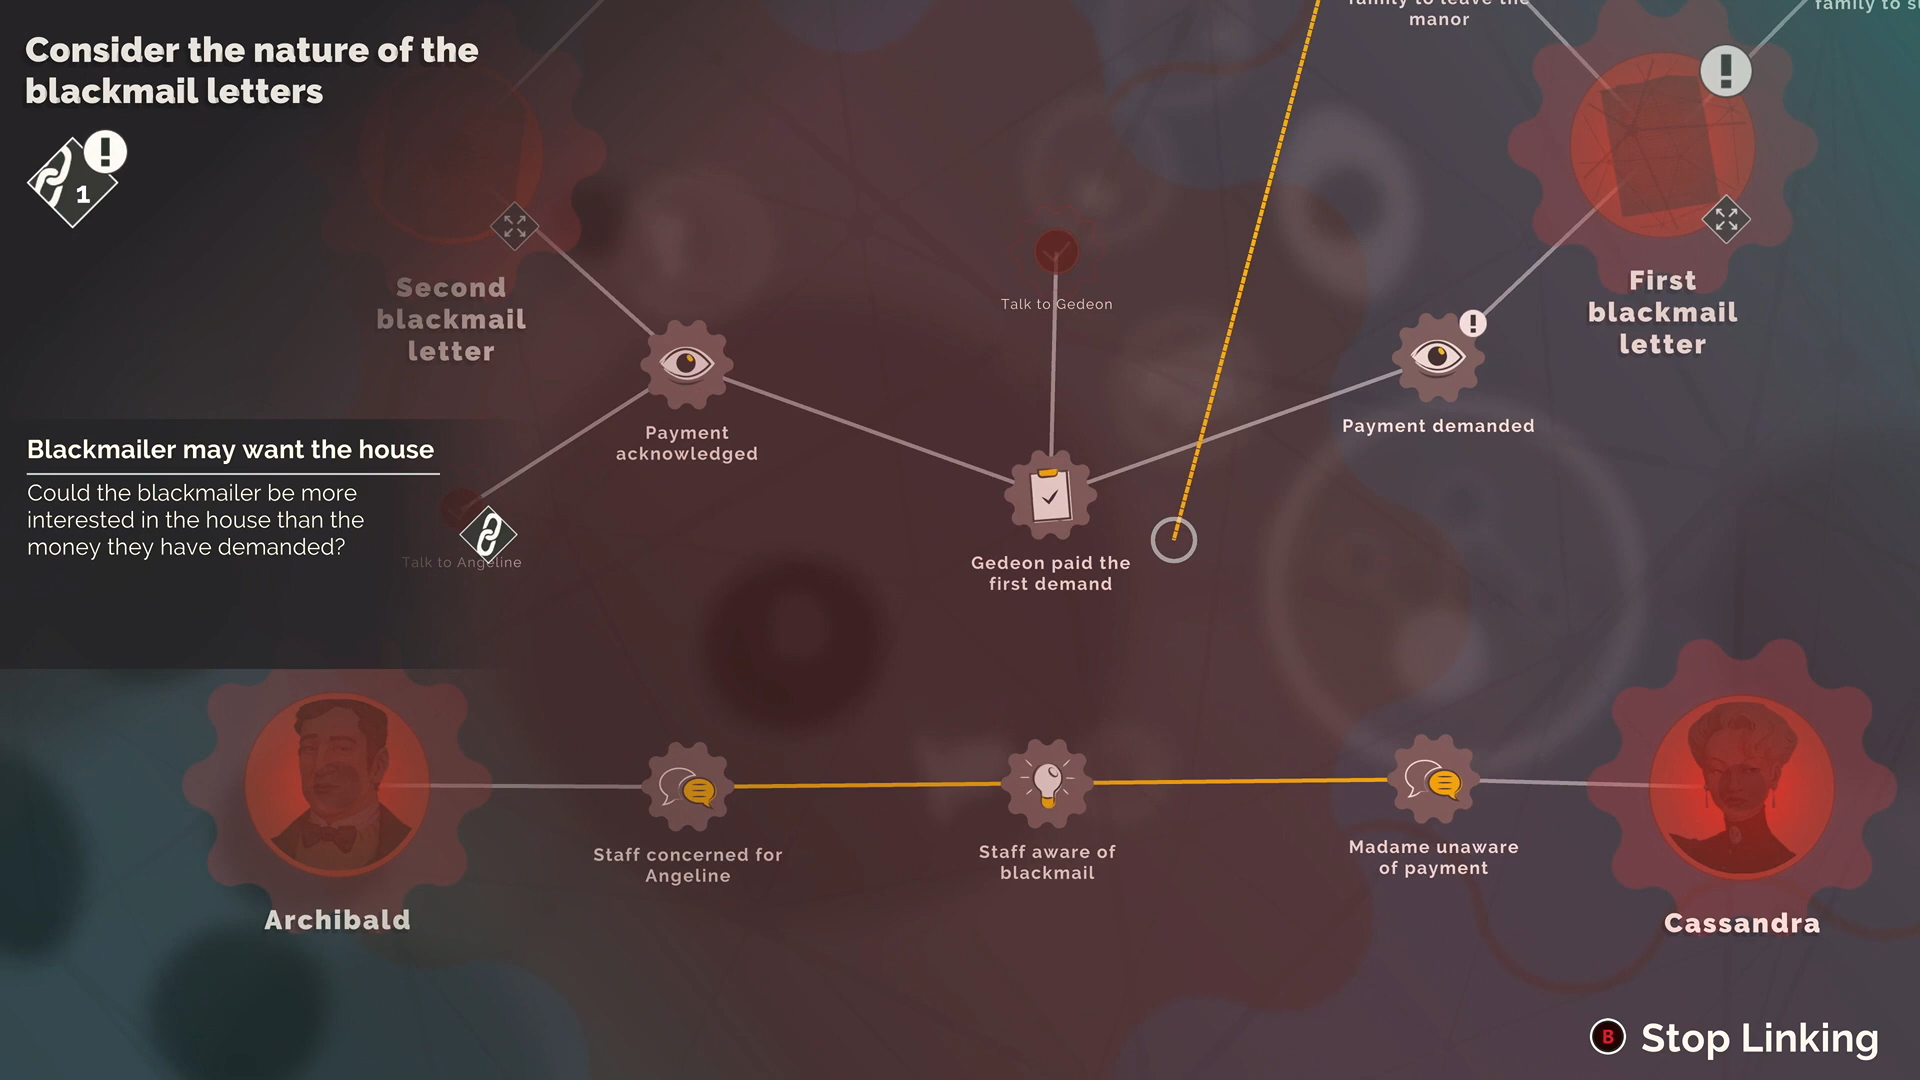 family to leave the
manor
Consider the nature of the
blackmail letters
!
!
1
Second
blackmail
letter
Talk to Gedeon
First
blackmail
letter
!
Payment
acknowledged
Payment demanded
Blackmailer may want the house
Could the blackmailer be more
interested in the house than the
money they have demanded?
Talk to Angeline
Gedeon paid the
first demand
Staff concerned for
Angeline
Staff aware of
blackmail
Madame unaware
of payment
Archibald
Cassandra
B Stop Linking